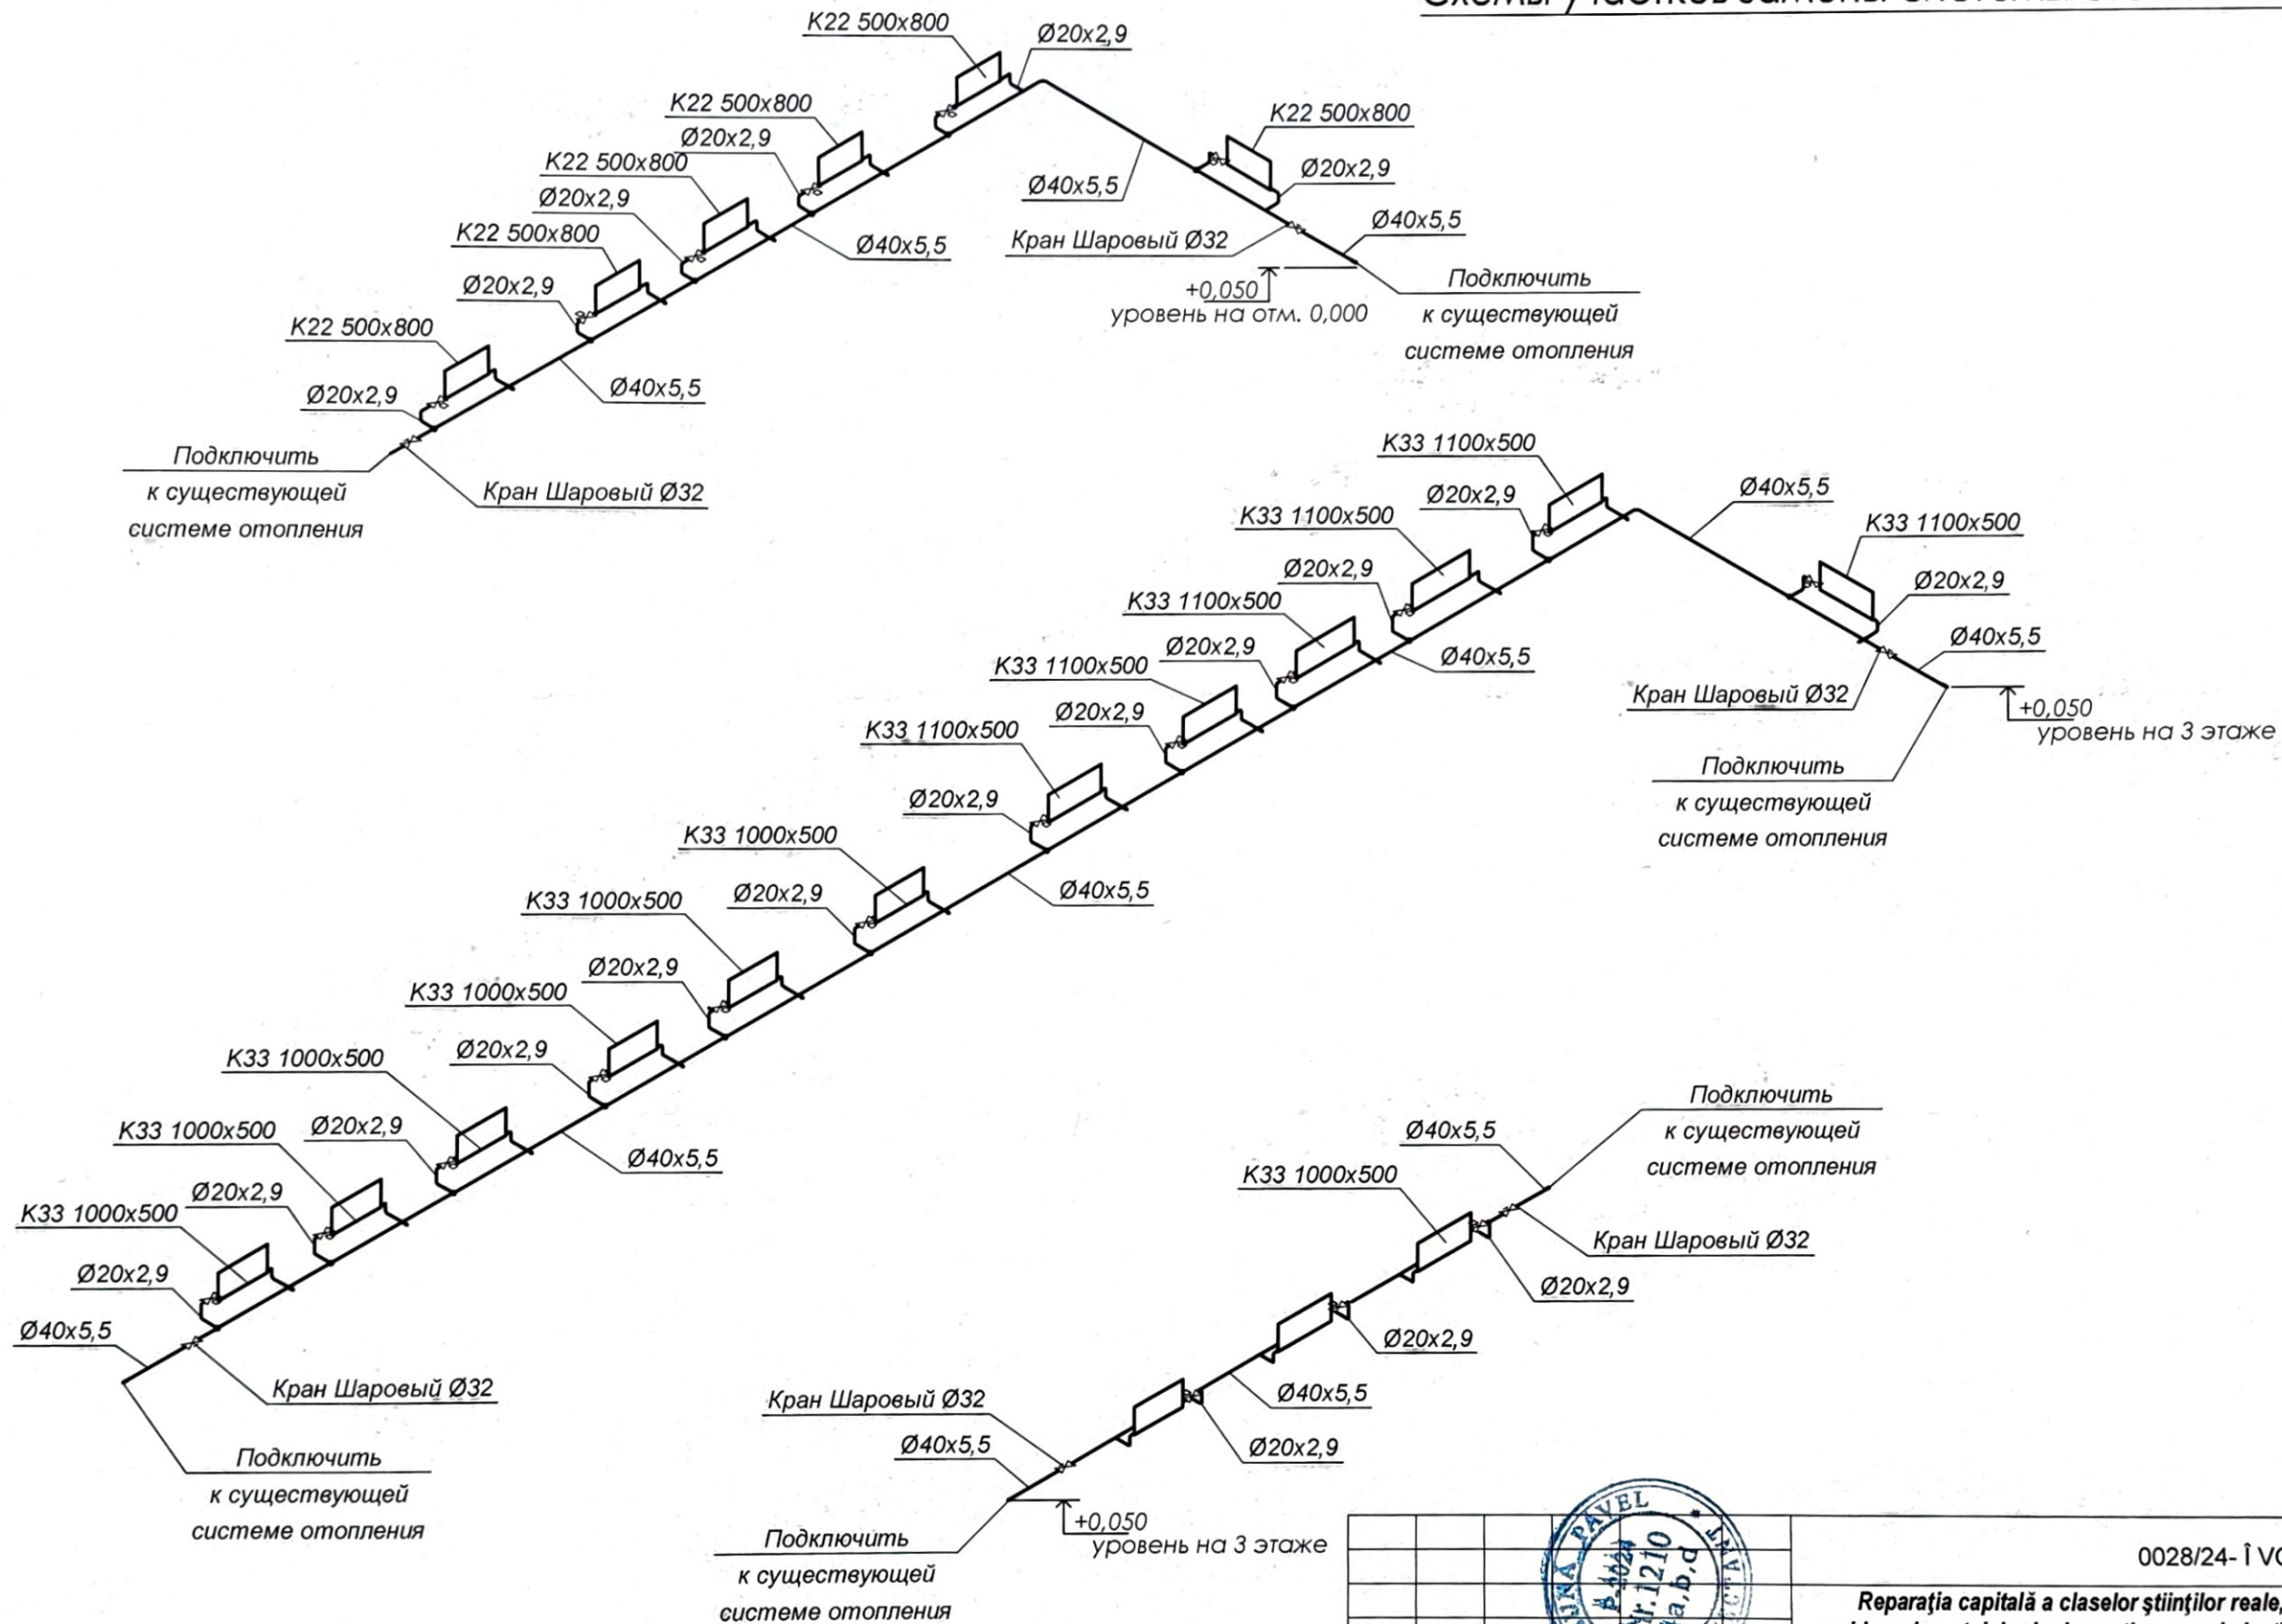 K22 500x800
Ø20x2,9
K22 500x800
Ø20x2,9
K22 500x800
K22 500x800
Ø20x2,9
Ø40x5,5
Ø20x2,9
K22 500x800
Ø40x5,5
Кран Шаровый Ø32
Ø40x5,5
Ø20x2,9
+0,050
уровень на отм. 0,000
Подключить
к существующей
системе отопления
K22 500x800
Ø20x2,9
Ø40x5,5
Подключить
к существующей
системе отопления
Кран Шаровый Ø32
K33 1100x500
Ø20x2,9
Ø40x5,5
K33 1100x500
K33 1100x500
Ø20x2,9
Ø20x2,9
K33 1100x500
Ø20x2,9
Ø40x5,5
Ø40x5,5
K33 1100x500
Ø20x2,9
Кран Шаровый Ø32
+0,050
уровень на 3 этаже
K33 1100x500
Подключить
к существующей
системе отопления
Ø20x2,9
K33 1000x500
Ø20x2,9
Ø40x5,5
K33 1000x500
Ø20x2,9
K33 1000x500
Ø20x2,9
K33 1000x500
Ø20x2,9
K33 1000x500
Ø40x5,5
Ø20x2,9
K33 1000x500
Ø20x2,9
Ø40x5,5
Кран Шаровый Ø32
Подключить
к существующей
системе отопления
Подключить
к существующей
системе отопления
Ø40x5,5
K33 1000x500
Кран Шаровый Ø32
Ø20x2,9
Ø20x2,9
Ø40x5,5
Кран Шаровый Ø32
Ø40x5,5
Ø20x2,9
+0,050
уровень на 3 этаже
Подключить
к существующей
системе отопления
PAVEL
2024
1210
a,b,d
0028/24- Î
Reparaţia capitală a claselor ştiinţilor reale,